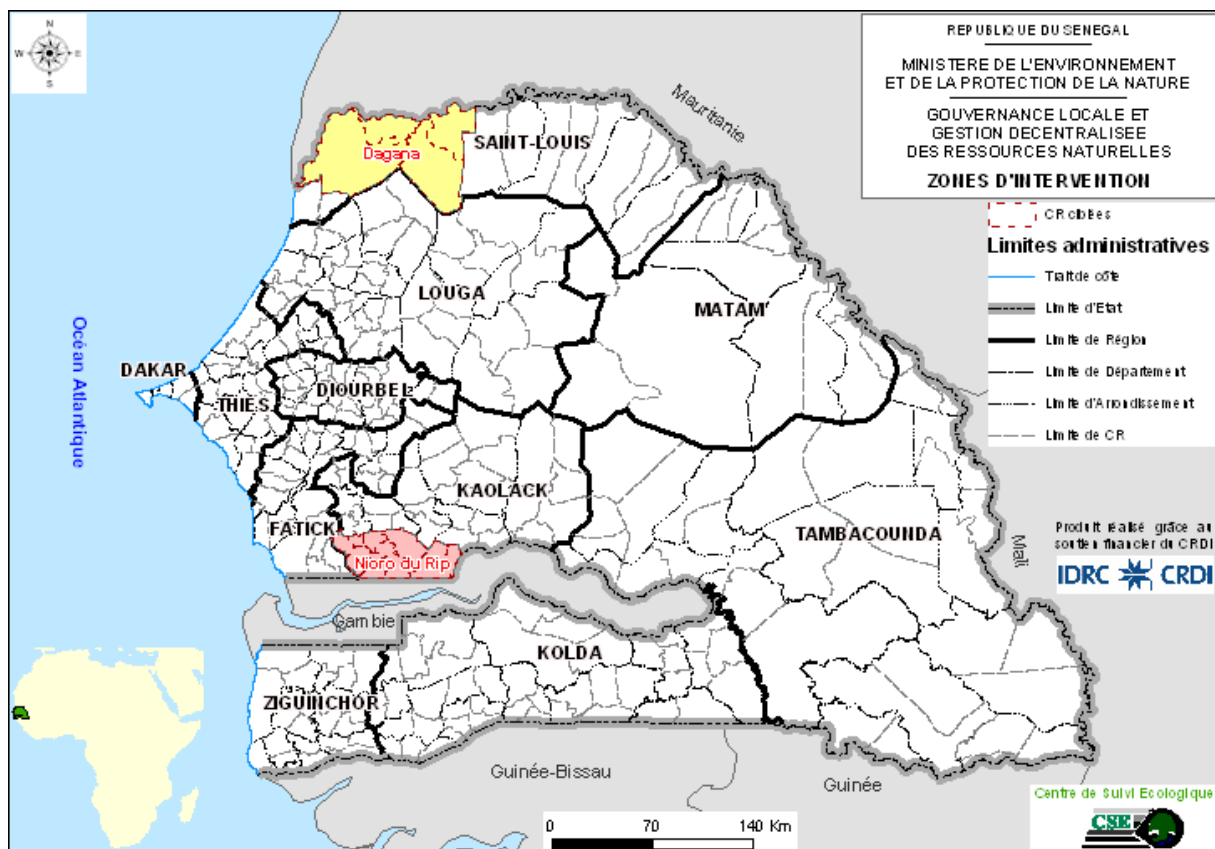 N
W E
S
REPUBLIQUE DU SENEGAL
MINISTERE DE L'ENVIRONNEMENT
ET DE LA PROTECTION DE LA NATURE
GOUVERNANCE LOCALE ET
GESTION DECENTRALISEE
DES RESSOURCES NATURELLES
ZONES D'INTERVENTION
CR ciblées
Limites administratives
Trait de côte
Limite d'Etat
Limite de Région
Limite de Département
Limite d'Arrondissement
Limite de CR
Mauritanie
SAINT-LOUIS
Dagana
LOUGA
MATAM
Océan Atlantique
DAKAR
THIES
DIOURBEL
KAOLACK
FATICK
Nioro du Rip
TAMBACOUNDA
Mali
Produit réalisé grâce au
soutien financier du CRDI
IDRC CRDI
Gambie
KOLDA
ZIGUINCHOR
Guinée-Bissau
Guinée
Centre de Suivi Ecologique
CSE
0 70 140 Km